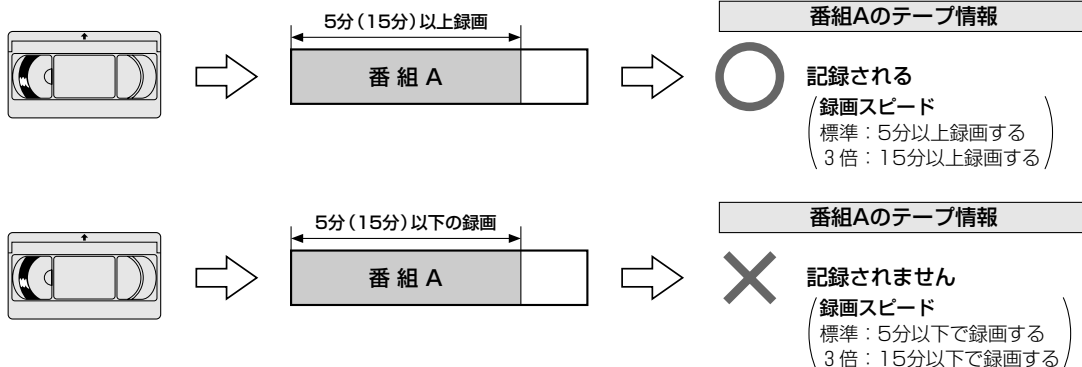 5分(15分)以上録画
番組A
番組Aのテープ情報
記録される
録画スピード
標準:5分以上録画する
3倍:15分以上録画する
5分(15分)以下の録画
番組A
番組Aのテープ情報
記録されません
録画スピード
標準:5分以下で録画する
3倍:15分以下で録画する